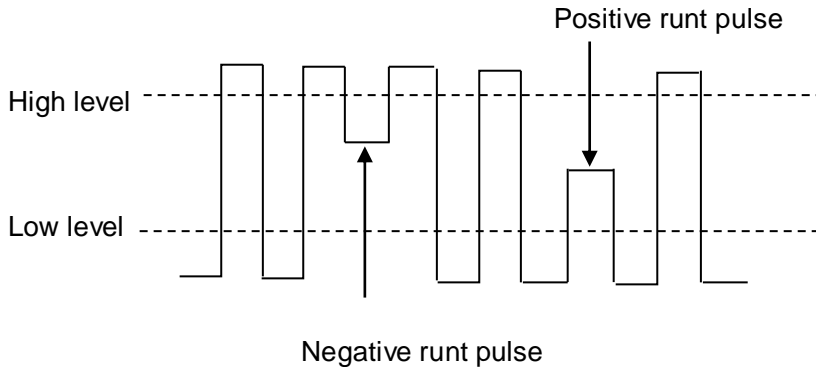 Positive runt pulse
High level
Low level
Negative runt pulse